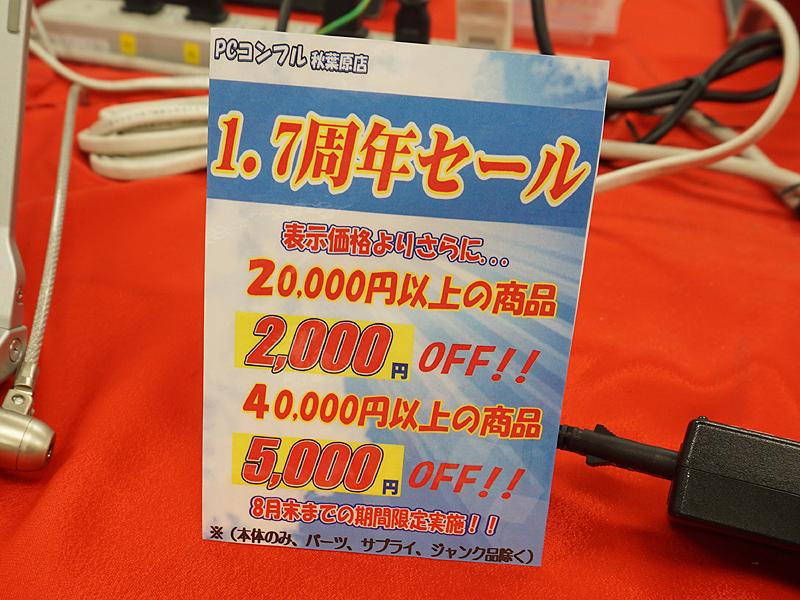 PCコンフル 秋葉原店
1.7周年セール
表示価格よりさらに...
20,000円以上の商品
2,000円 OFF!!
40,000円以上の商品
5,000円 OFF!!
8月末までの期間限定実施!!
※(本体のみ、パーツ、サプライ、ジャンク品除く)